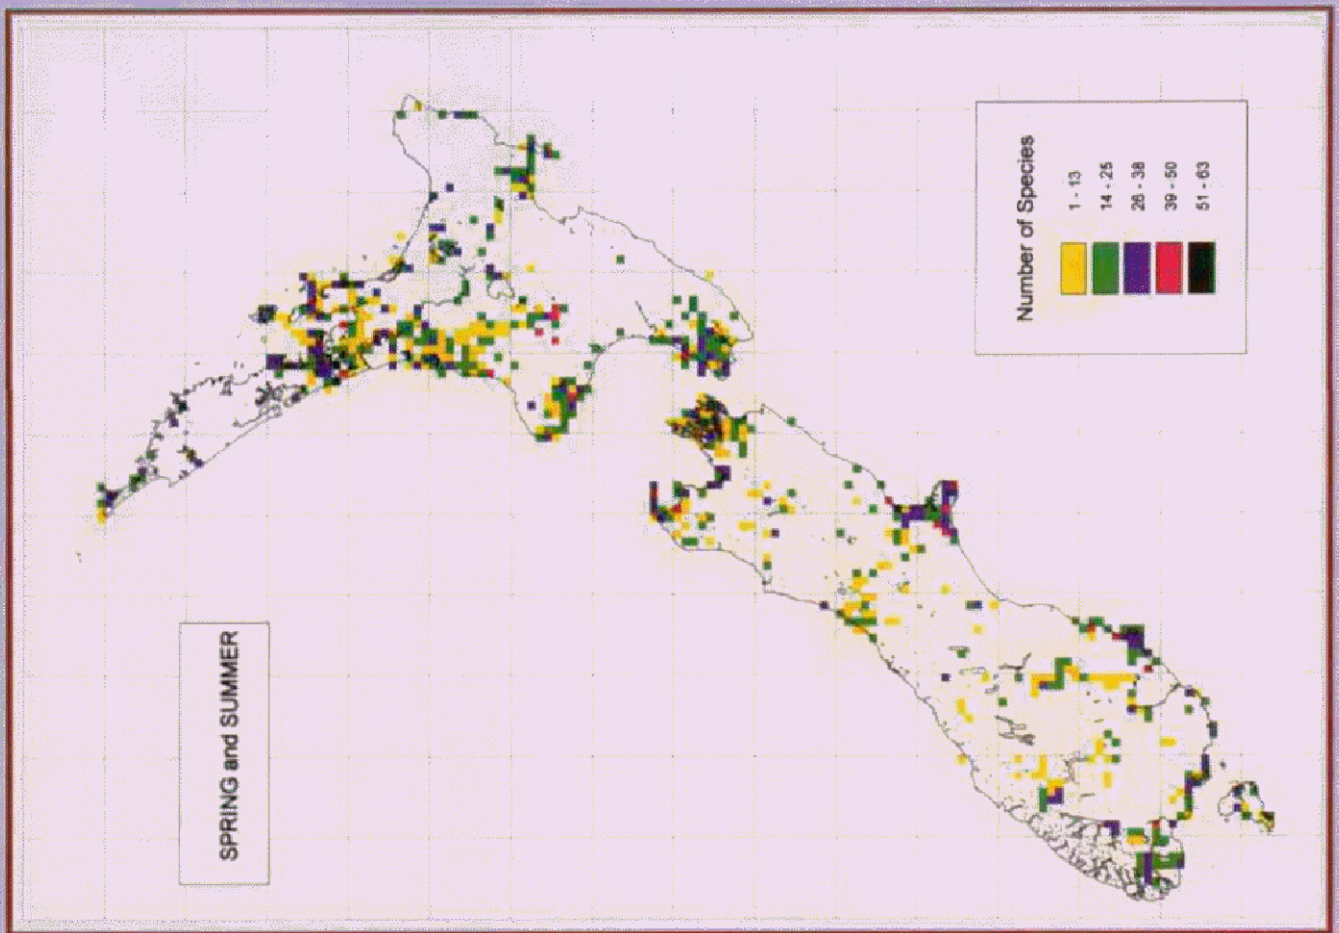 SPRING and SUMMER
Number of Species
1 - 13
14 - 25
26 - 38
39 - 50
51 - 63